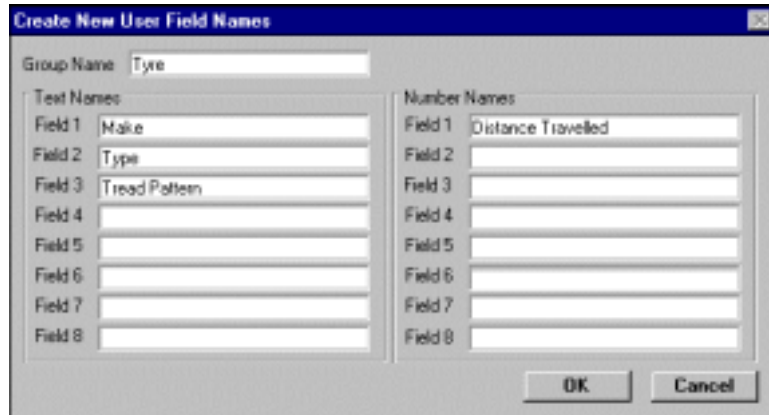 Create New User Field Names
Group Name Tyre
Text Names
Field 1 Make
Field 2 Type
Field 3 Tread Pattern
Field 4
Field 5
Field 6
Field 7
Field 8
Number Names
Field 1 Distance Travelled
Field 2
Field 3
Field 4
Field 5
Field 6
Field 7
Field 8
OK Cancel